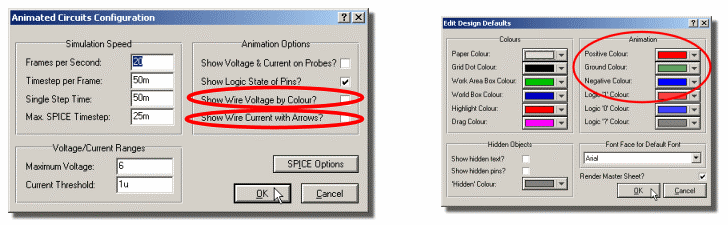 Animated Circuits Configuration
Simulation Speed
Frames per Second: 20
Timestep per Frame: 50m
Single Step Time: 50m
Max. SPICE Timestep: 25m
Animation Options
Show Voltage & Current on Probes?
Show Logic State of Pins?
Show Wire Voltage by Colour?
Show Wire Current with Arrows?
Voltage/Current Ranges
Maximum Voltage: 6
Current Threshold: 1u
SPICE Options
OK Cancel
Edit Design Defaults
Colours
Paper Colour:
Grid Dot Colour:
Work Area Box Colour:
World Box Colour:
Highlight Colour:
Drag Colour:
Animation
Positive Colour:
Ground Colour:
Negative Colour:
Logic '1' Colour:
Logic '0' Colour:
Logic '?' Colour:
Hidden Objects
Show hidden text?
Show hidden pins?
'Hidden' Colour:
Font Face for Default Font
Arial
Render Master Sheet?
OK Cancel